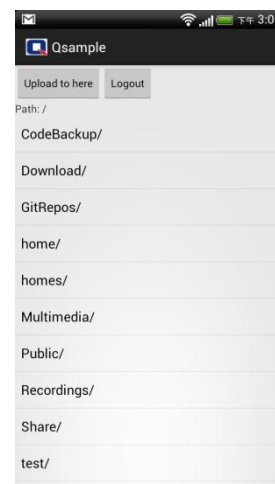 下午 3:0
Qsample
Upload to here Logout
Path: /
CodeBackup/
Download/
GitRepos/
home/
homes/
Multimedia/
Public/
Recordings/
Share/
test/